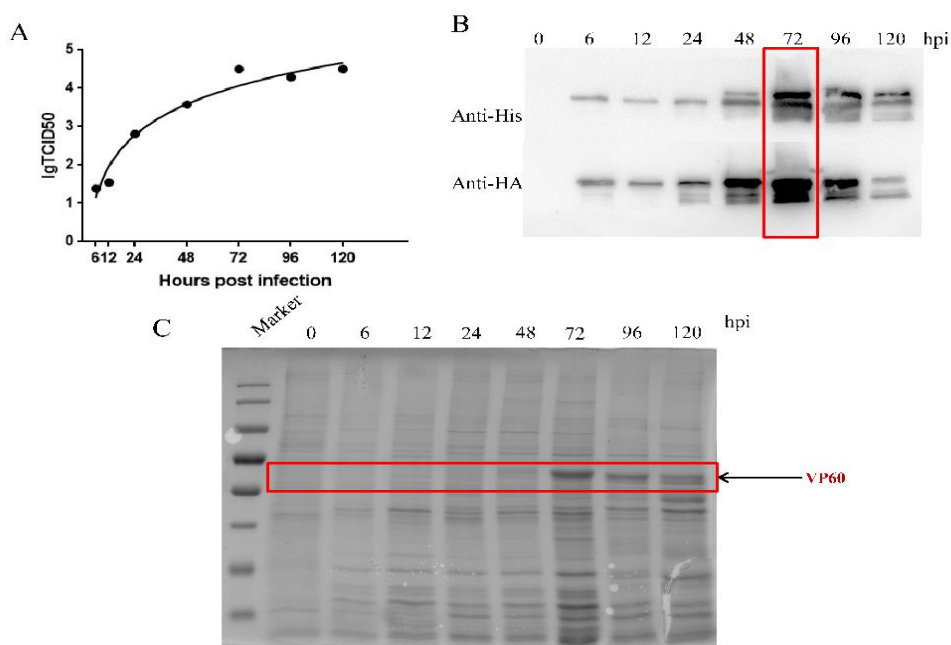 A
5
4
3
2
1
0
lgTCID50
612 24 48 72 96 120
Hours post infection
B
0 6 12 24 48 72 96 120 hpi
Anti-His
Anti-HA
C
Marker 0 6 12 24 48 72 96 120 hpi
VP60